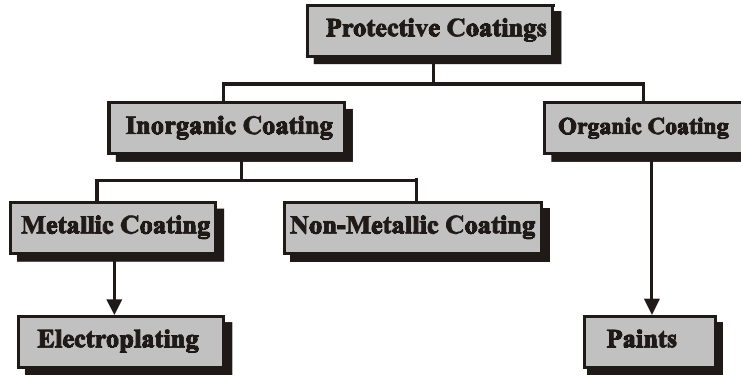 Protective Coatings
Inorganic Coating
Organic Coating
Metallic Coating
Non-Metallic Coating
Electroplating
Paints